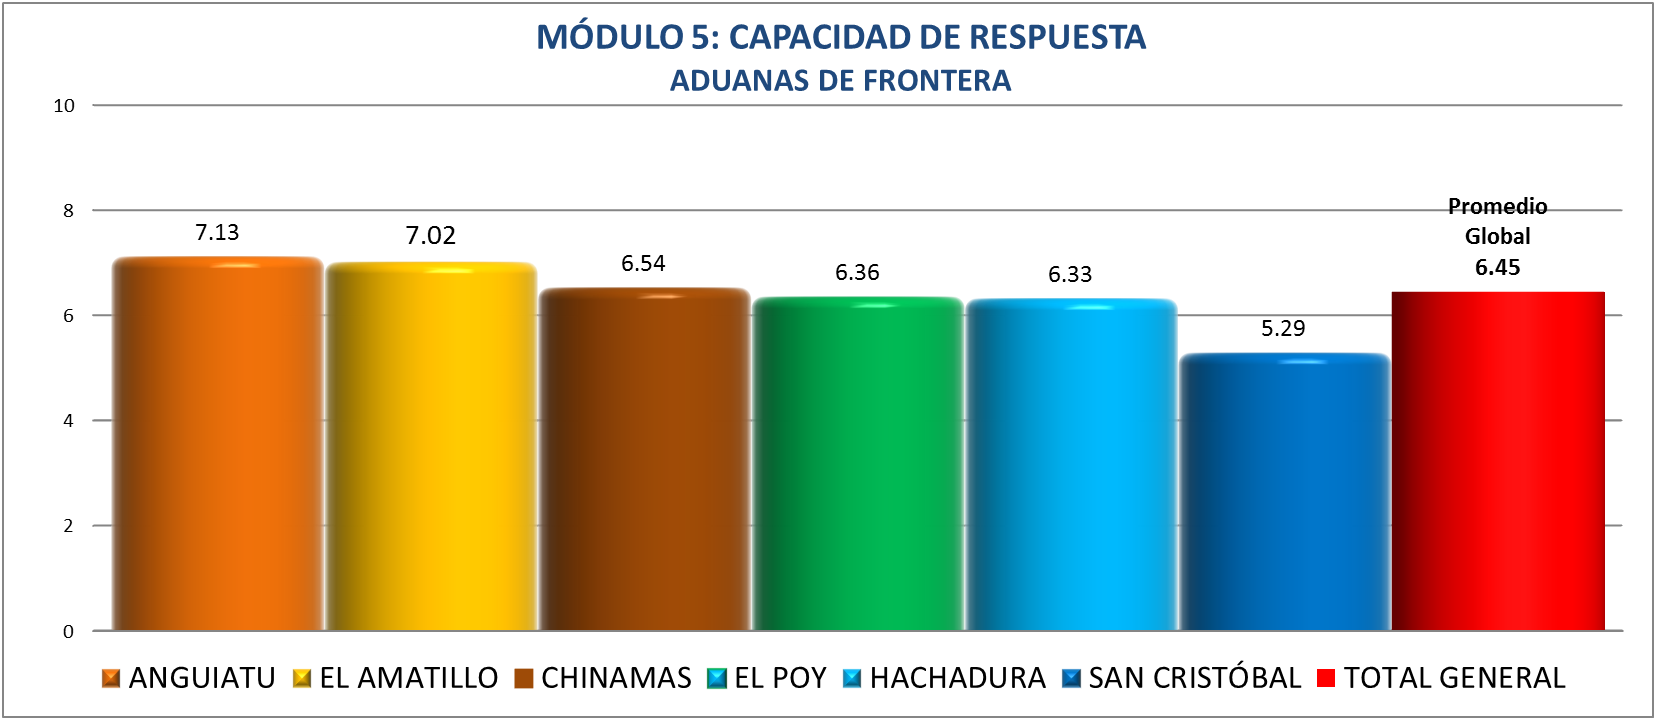 MÓDULO 5: CAPACIDAD DE RESPUESTA
ADUANAS DE FRONTERA
10
8
6
4
2
0
7.13
7.02
6.54
6.36
6.33
5.29
Promedio
Global
6.45
ANGUIATU EL AMATILLO CHINAMAS EL POY HACHADURA SAN CRISTÓBAL TOTAL GENERAL